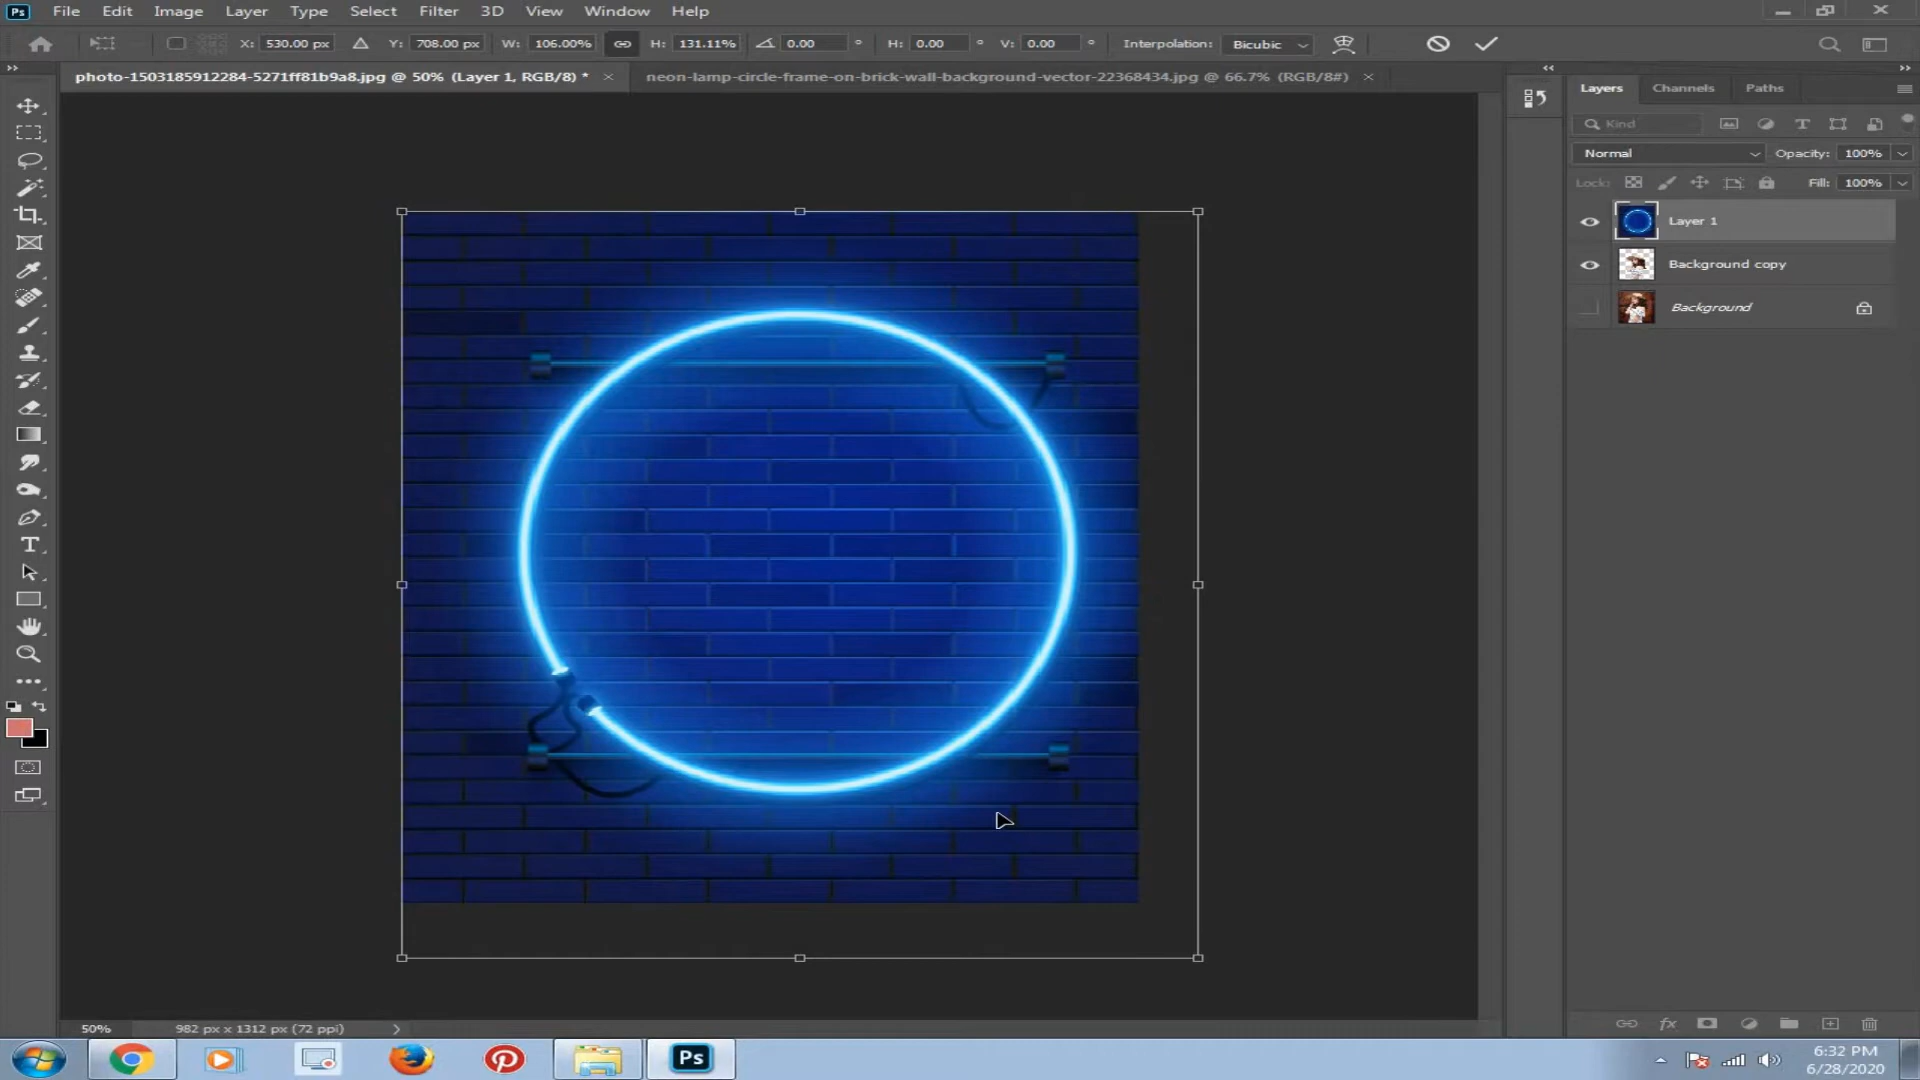 Ps File Edit Image Layer Type Select Filter 3D View Window Help
X: 530.00 px Y: 708.00 px W: 106.00% H: 131.11% 0.00 ° H: 0.00 ° V: 0.00 ° Interpolation: Bicubic
photo-1503185912284-5271ff81b9a8.jpg @ 50% (Layer 1, RGB/8) * × neon-lamp-circle-frame-on-brick-wall-background-vector-22368434.jpg @ 66.7% (RGB/8#) ×
Layers Channels Paths
Kind
Normal Opacity: 100%
Lock: Fill: 100%
Layer 1
Background copy
Background
50% 982 px x 1312 px (72 ppi)
Ps
6:32 PM
6/28/2020